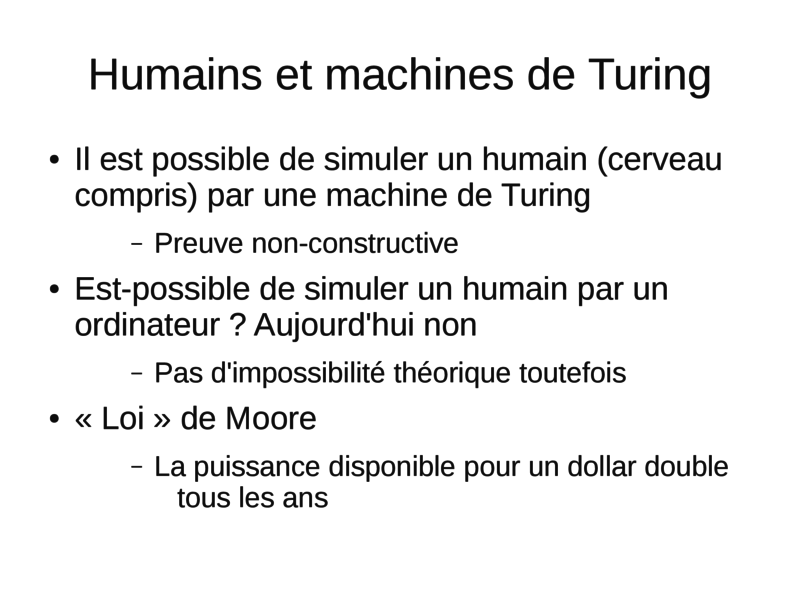 Humains et machines de Turing
• Il est possible de simuler un humain (cerveau
compris) par une machine de Turing
– Preuve non-constructive
• Est-possible de simuler un humain par un
ordinateur ? Aujourd'hui non
– Pas d'impossibilité théorique toutefois
• « Loi » de Moore
– La puissance disponible pour un dollar double
tous les ans